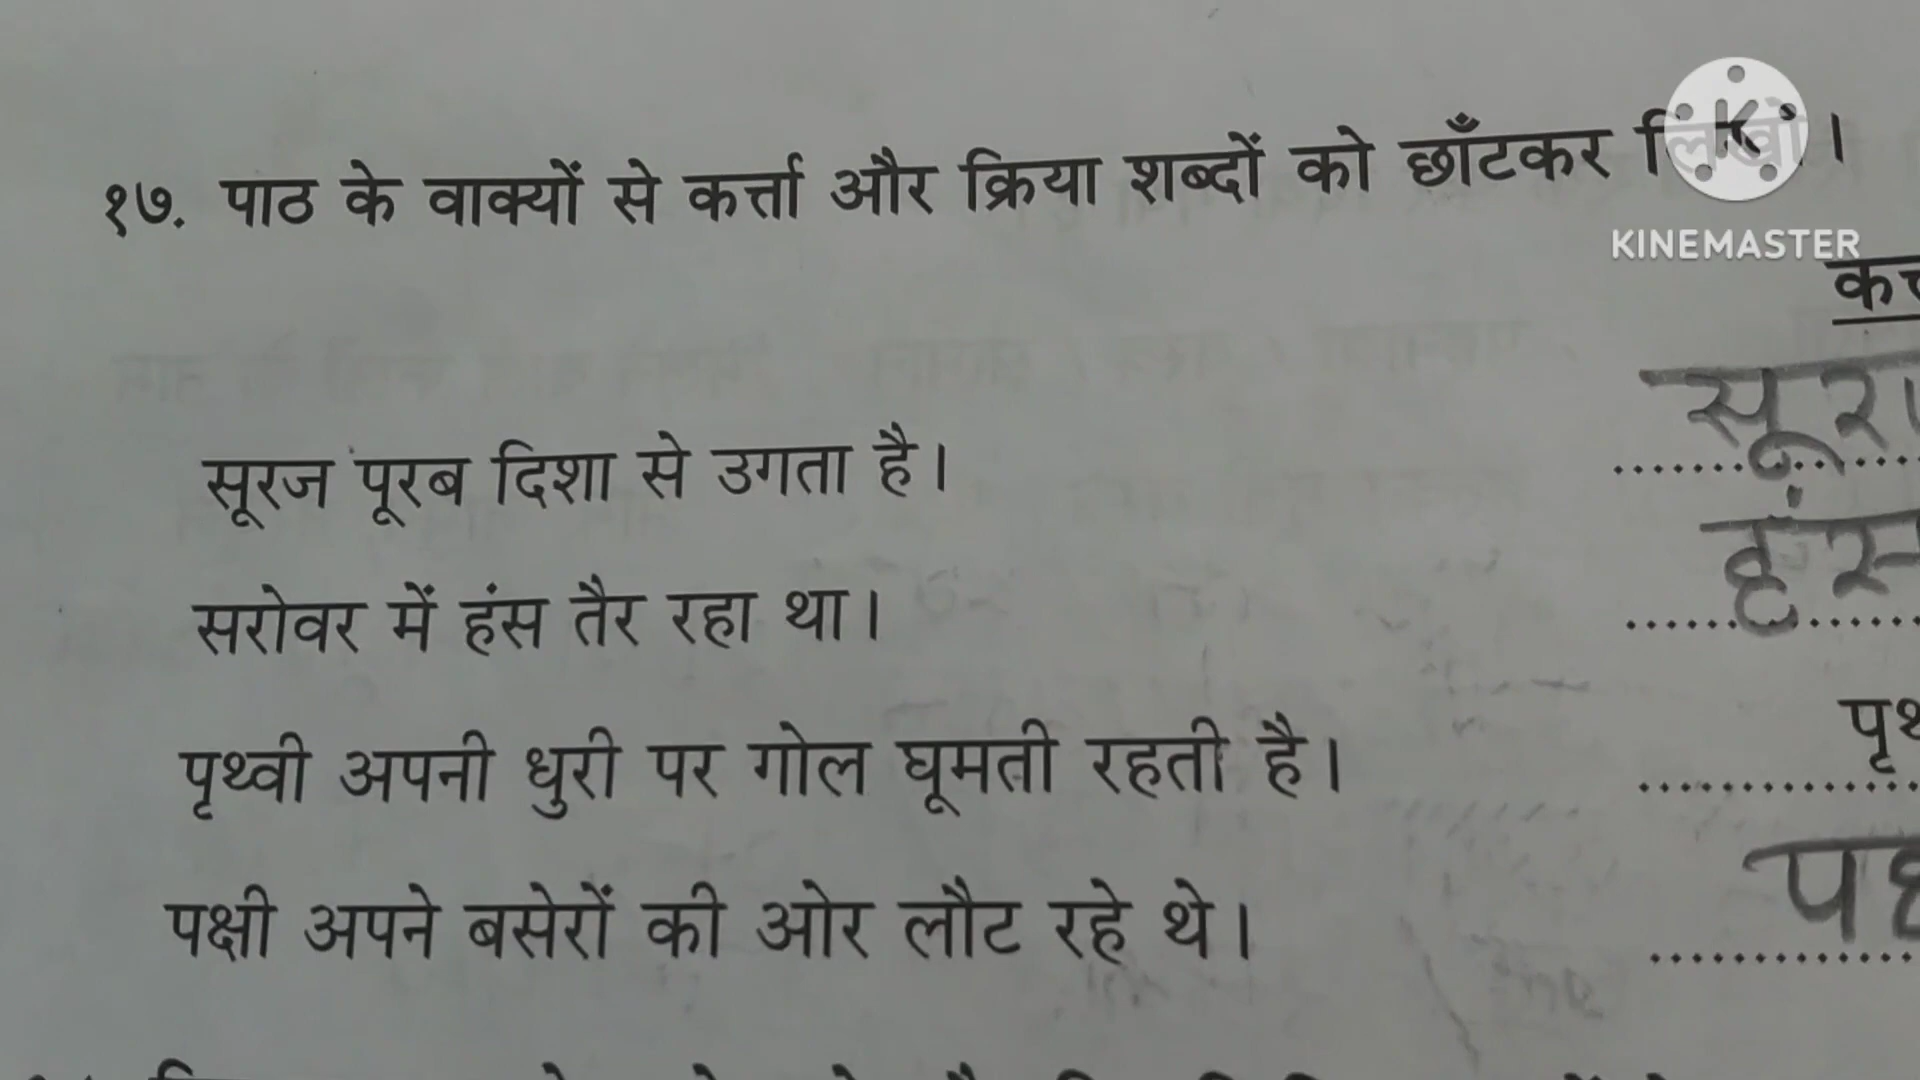 १७. पाठ के वाक्यों से कर्त्ता और क्रिया शब्दों को छाँटकर लिखो।
KINEMASTER
सूरज पूरब दिशा से उगता है।
सरोवर में हंस तैर रहा था।
हंस
पृथ्वी अपनी धुरी पर गोल घूमती रहती है।
पक्षी अपने बसेरों की ओर लौट रहे थे।